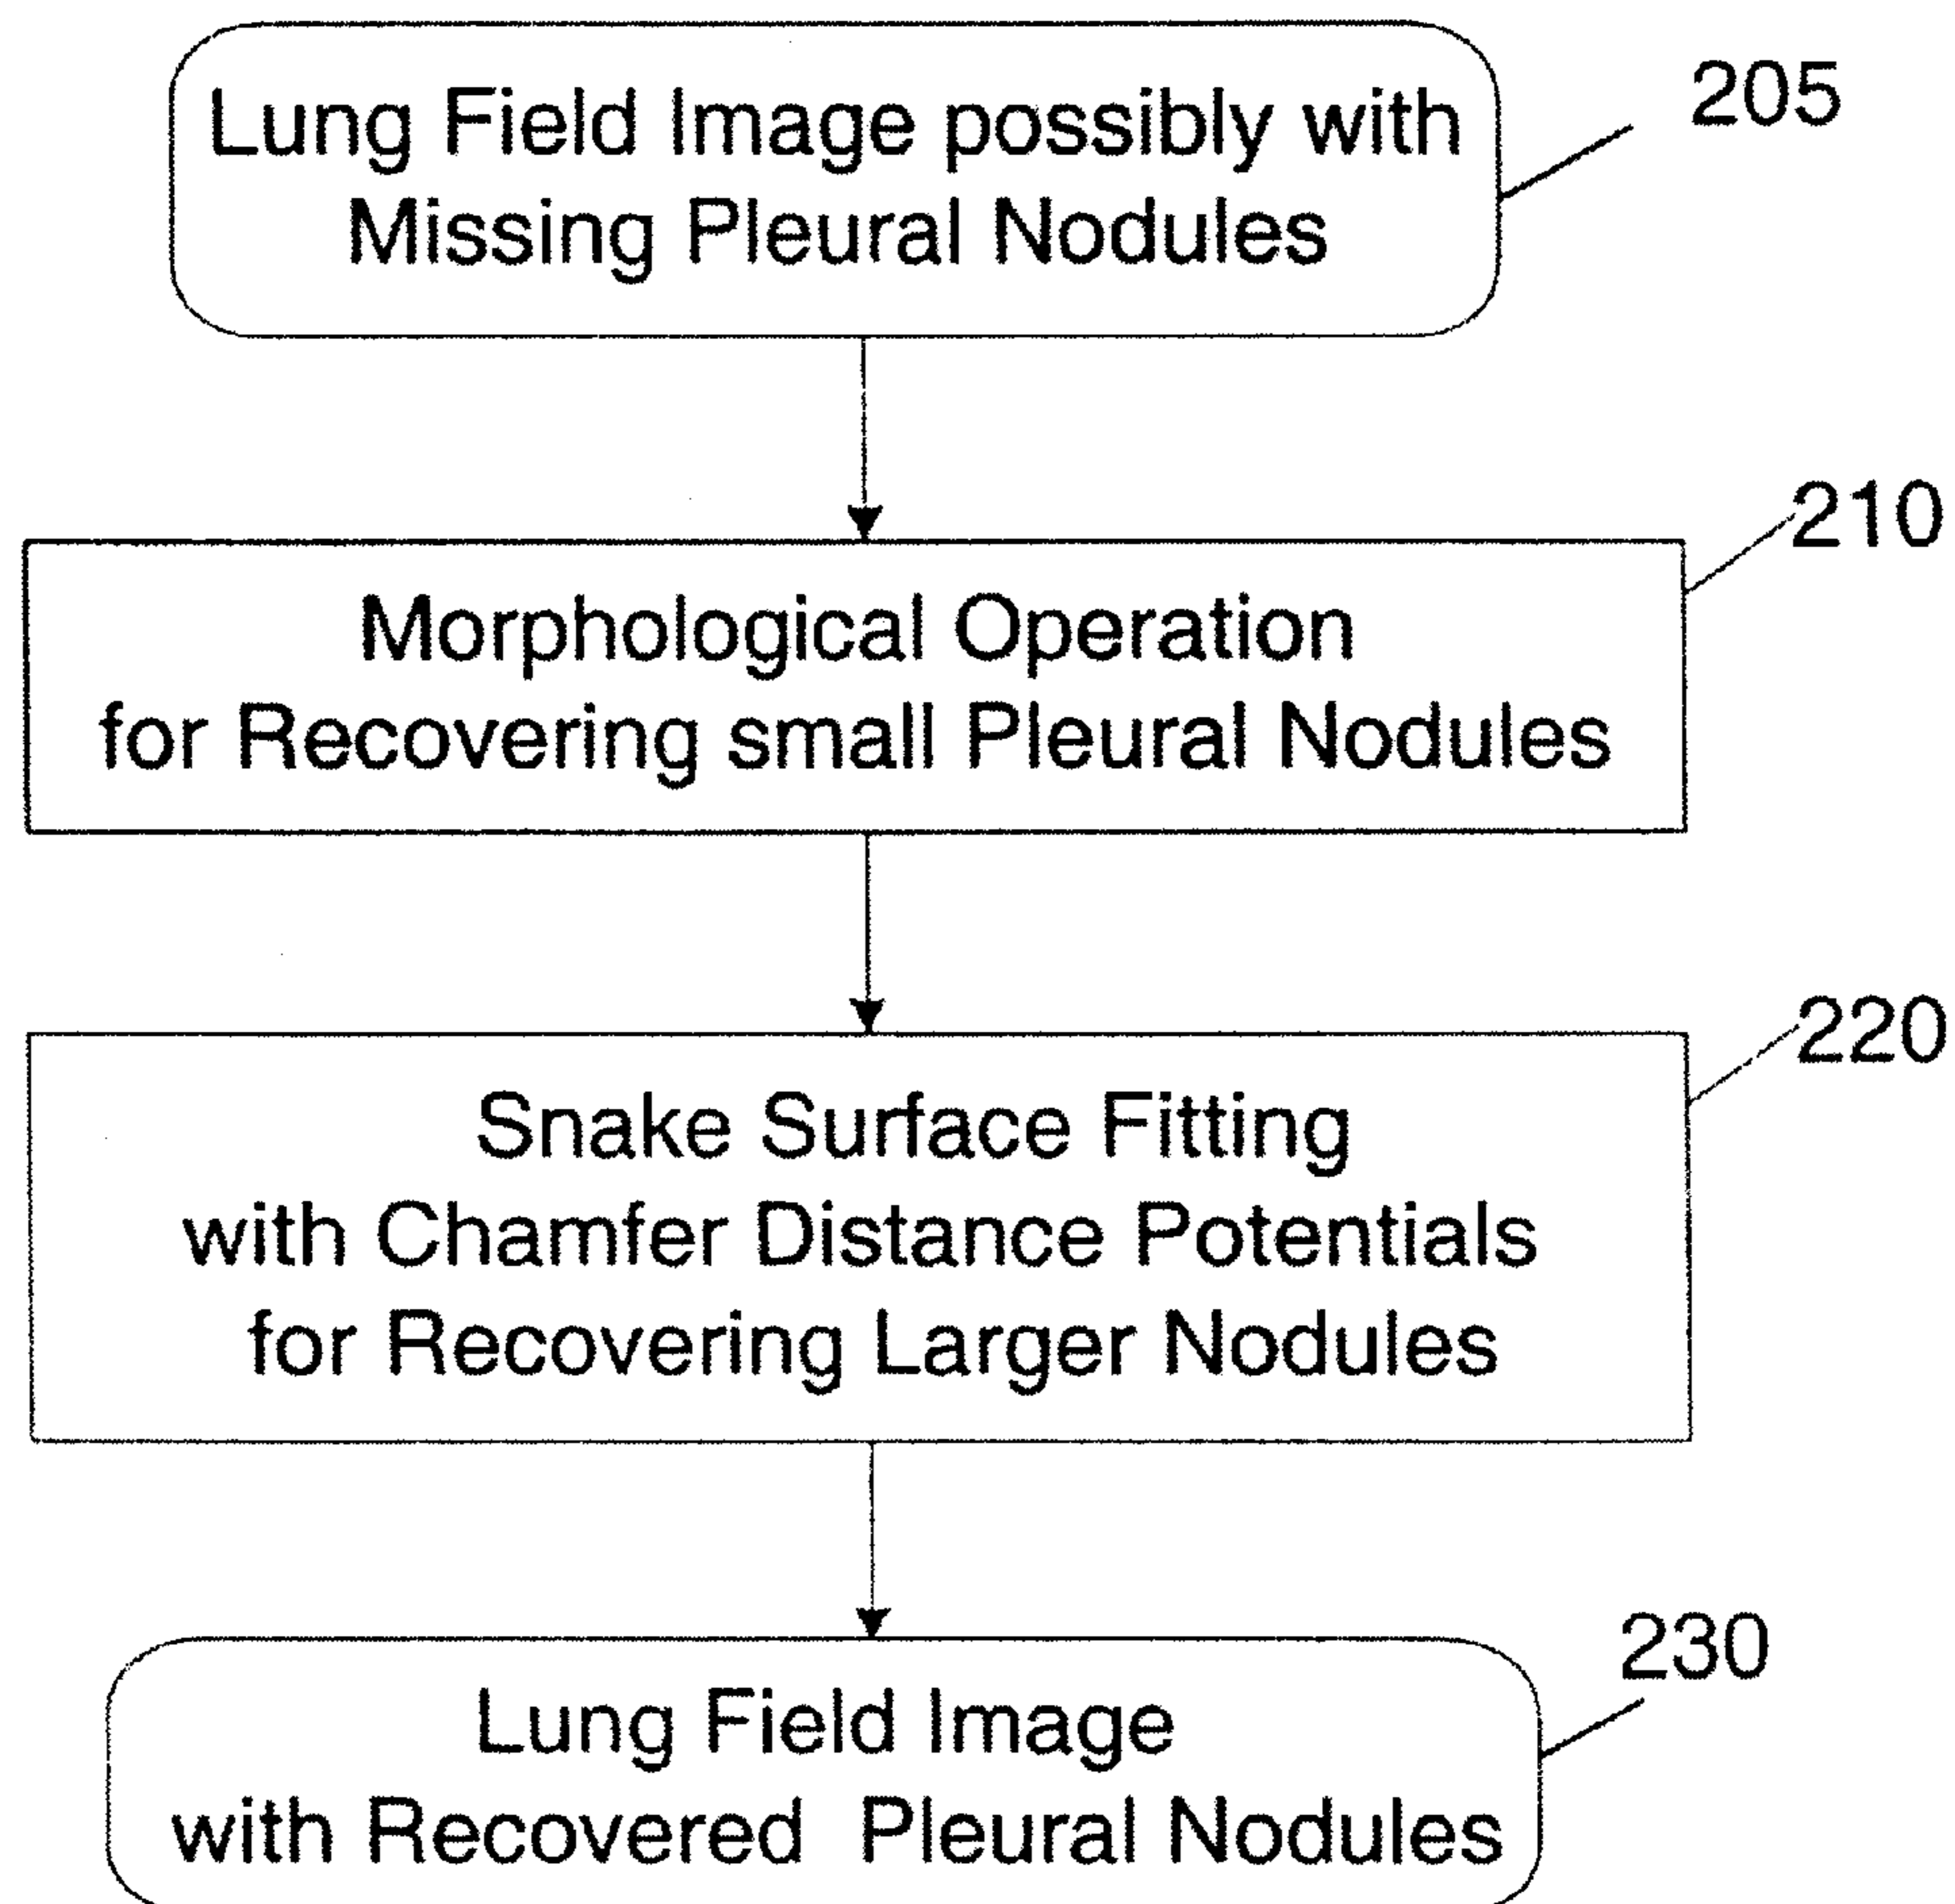 Lung Field Image possibly with
Missing Pleural Nodules
205
Morphological Operation
for Recovering small Pleural Nodules
210
Snake Surface Fitting
with Chamfer Distance Potentials
for Recovering Larger Nodules
220
Lung Field Image
with Recovered Pleural Nodules
230